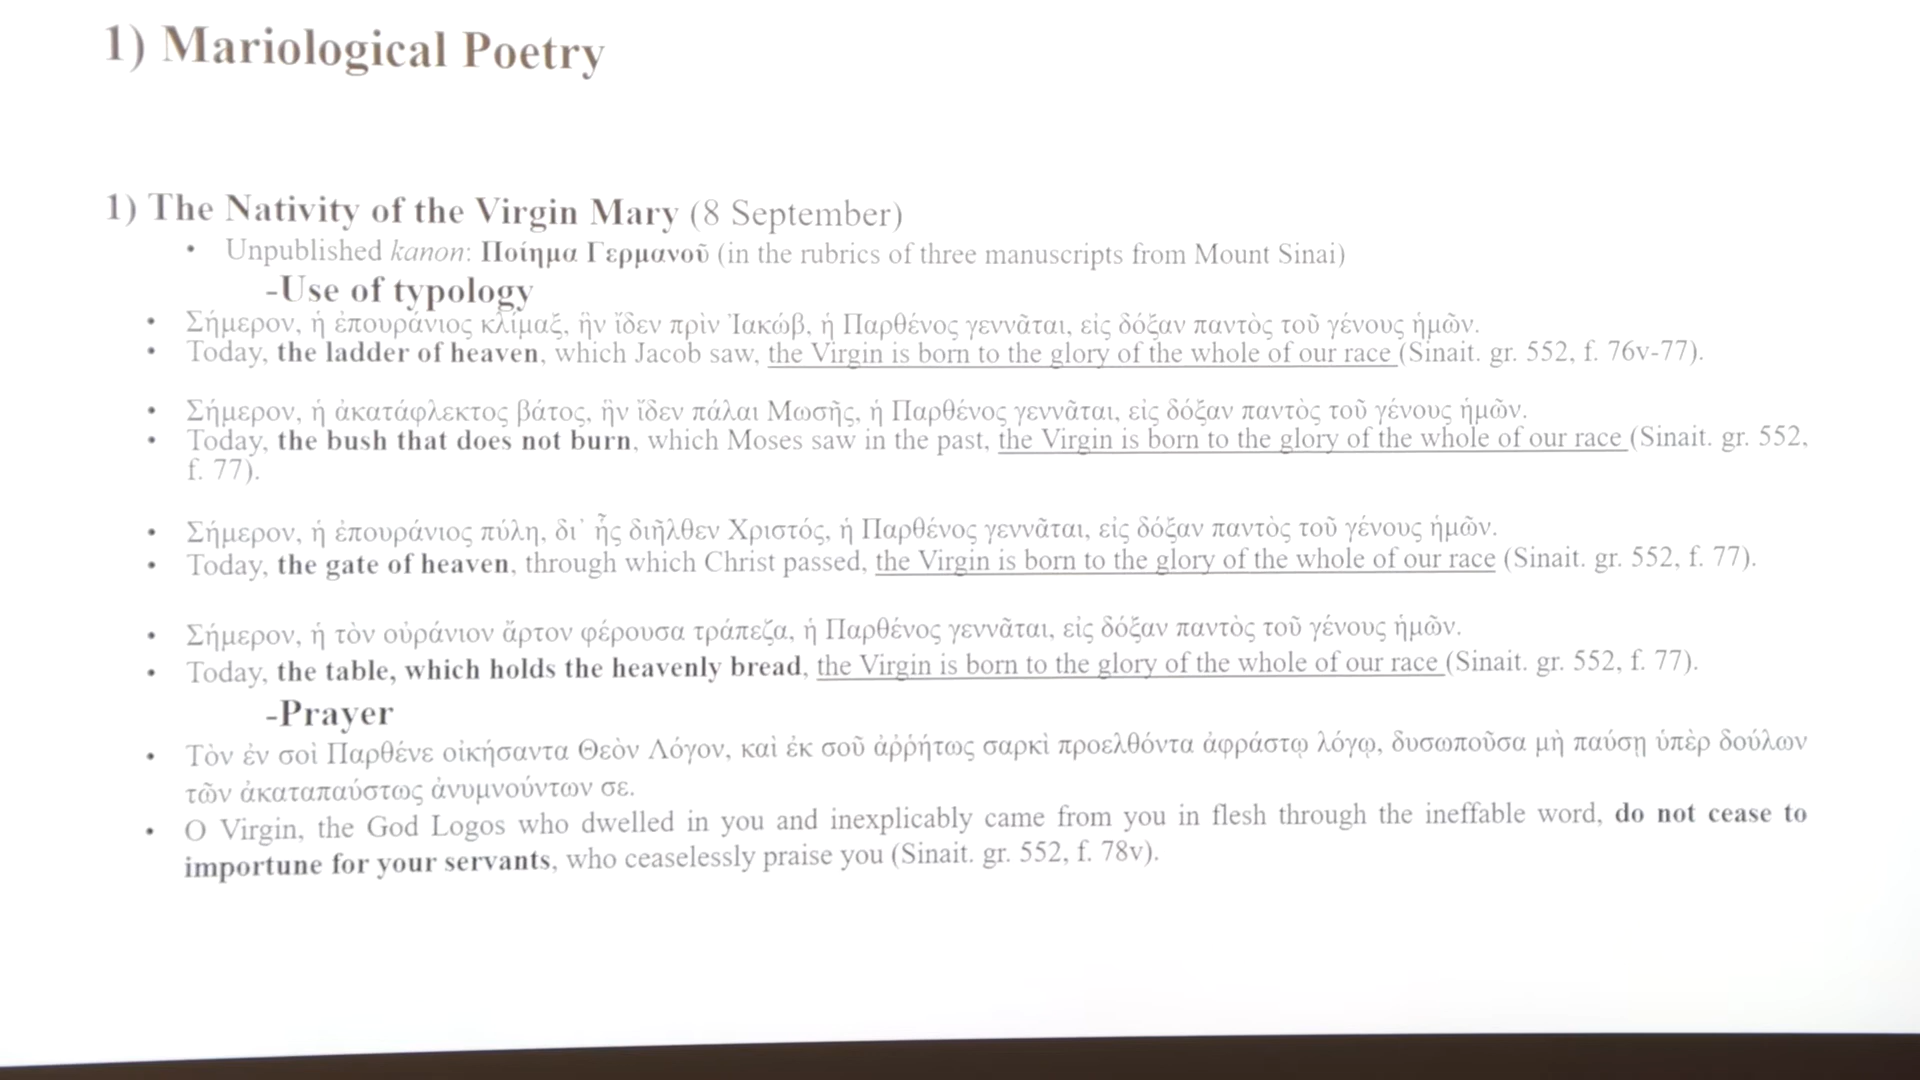 1) Mariological Poetry
1) The Nativity of the Virgin Mary (8 September)
• Unpublished kanon: Ποίημα Γερμανοῦ (in the rubrics of three manuscripts from Mount Sinai)
-Use of typology
• Σήμερον, ἡ ἐπουράνιος κλίμαξ, ἣν ἴδεν πρὶν Ἰακώβ, ἡ Παρθένος γεννᾶται, εἰς δόξαν παντὸς τοῦ γένους ἡμῶν.
• Today, the ladder of heaven, which Jacob saw, the Virgin is born to the glory of the whole of our race (Sinait. gr. 552, f. 76v-77).
• Σήμερον, ἡ ἀκατάφλεκτος βάτος, ἣν ἴδεν πάλαι Μωσῆς, ἡ Παρθένος γεννᾶται, εἰς δόξαν παντὸς τοῦ γένους ἡμῶν.
• Today, the bush that does not burn, which Moses saw in the past, the Virgin is born to the glory of the whole of our race (Sinait. gr. 552,
f. 77).
• Σήμερον, ἡ ἐπουράνιος πύλη, δι᾽ ἧς διῆλθεν Χριστός, ἡ Παρθένος γεννᾶται, εἰς δόξαν παντὸς τοῦ γένους ἡμῶν.
• Today, the gate of heaven, through which Christ passed, the Virgin is born to the glory of the whole of our race (Sinait. gr. 552, f. 77).
• Σήμερον, ἡ τὸν οὐράνιον ἄρτον φέρουσα τράπεζα, ἡ Παρθένος γεννᾶται, εἰς δόξαν παντὸς τοῦ γένους ἡμῶν.
• Today, the table, which holds the heavenly bread, the Virgin is born to the glory of the whole of our race (Sinait. gr. 552, f. 77).
-Prayer
• Τὸν ἐν σοὶ Παρθένε οἰκήσαντα Θεὸν Λόγον, καὶ ἐκ σοῦ ἀῤῥήτως σαρκὶ προελθόντα ἀφράστῳ λόγῳ, δυσωποῦσα μὴ παύσῃ ὑπὲρ δούλων
τῶν ἀκαταπαύστως ἀνυμνούντων σε.
• O Virgin, the God Logos who dwelled in you and inexplicably came from you in flesh through the ineffable word, do not cease to
importune for your servants, who ceaselessly praise you (Sinait. gr. 552, f. 78v).